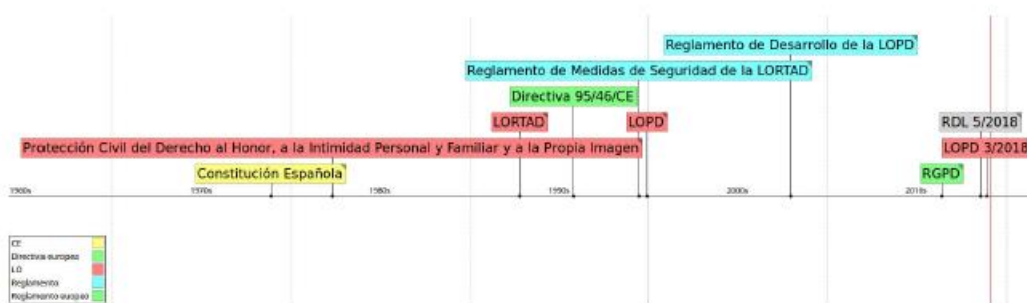 Reglamento de Desarrollo de la LOPD
Reglamento de Medidas de Seguridad de la LORTAD
Directiva 95/46/CE
LORTAD LOPD RDL 5/2018
Protección Civil del Derecho al Honor, a la Intimidad Personal y Familiar y a la Propia Imagen LOPD 3/2018
Constitución Española RGPD
1960s 1970s 1980s 1990s 2000s 2010s
CE
Directiva europea
LO
Reglamento
Reglamento europeo